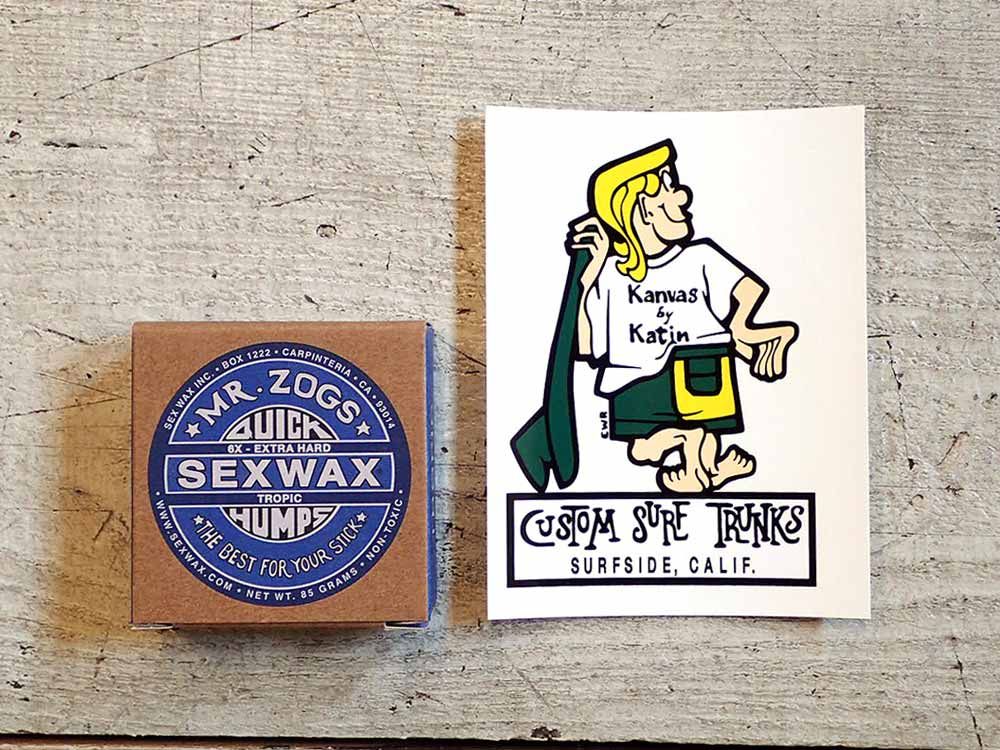 SEX WAX INC. • BOX 1222 • CARPINTERIA • CA • 93014
MR. ZOGS
QUICK
6X - EXTRA HARD
SEXWAX
TROPIC
HUMPS
THE BEST FOR YOUR STICK
• WWW.SEXWAX.COM • NET WT. 85 GRAMS • NON-TOXIC •
Kanvas
by
Katin
CWR
CUSTOM SURF TRUNKS
SURFSIDE, CALIF.